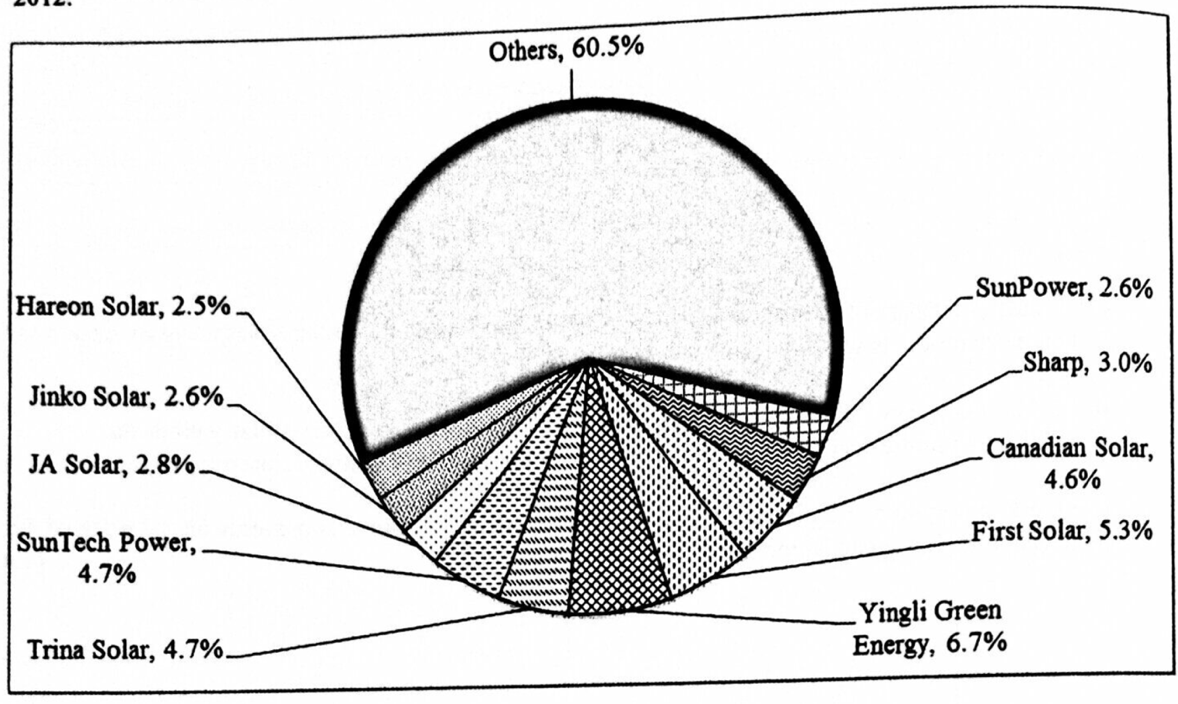 2012.
Others, 60.5%
SunPower, 2.6%
Sharp, 3.0%
Canadian Solar,
4.6%
First Solar, 5.3%
Yingli Green
Energy, 6.7%
Trina Solar, 4.7%
SunTech Power,
4.7%
JA Solar, 2.8%
Jinko Solar, 2.6%
Hareon Solar, 2.5%